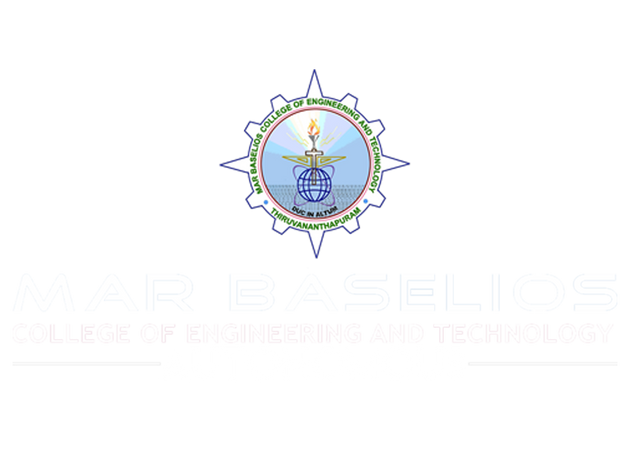 MAR BASELIOS COLLEGE OF ENGINEERING AND TECHNOLOGY
DUC IN ALTUM
THIRUVANANTHAPURAM
MAR BASELIOS
COLLEGE OF ENGINEERING AND TECHNOLOGY